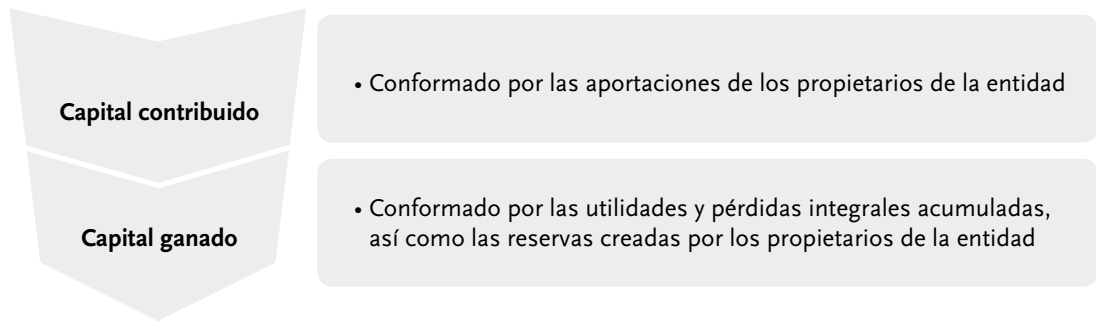 Capital contribuido
• Conformado por las aportaciones de los propietarios de la entidad
Capital ganado
• Conformado por las utilidades y pérdidas integrales acumuladas,
así como las reservas creadas por los propietarios de la entidad